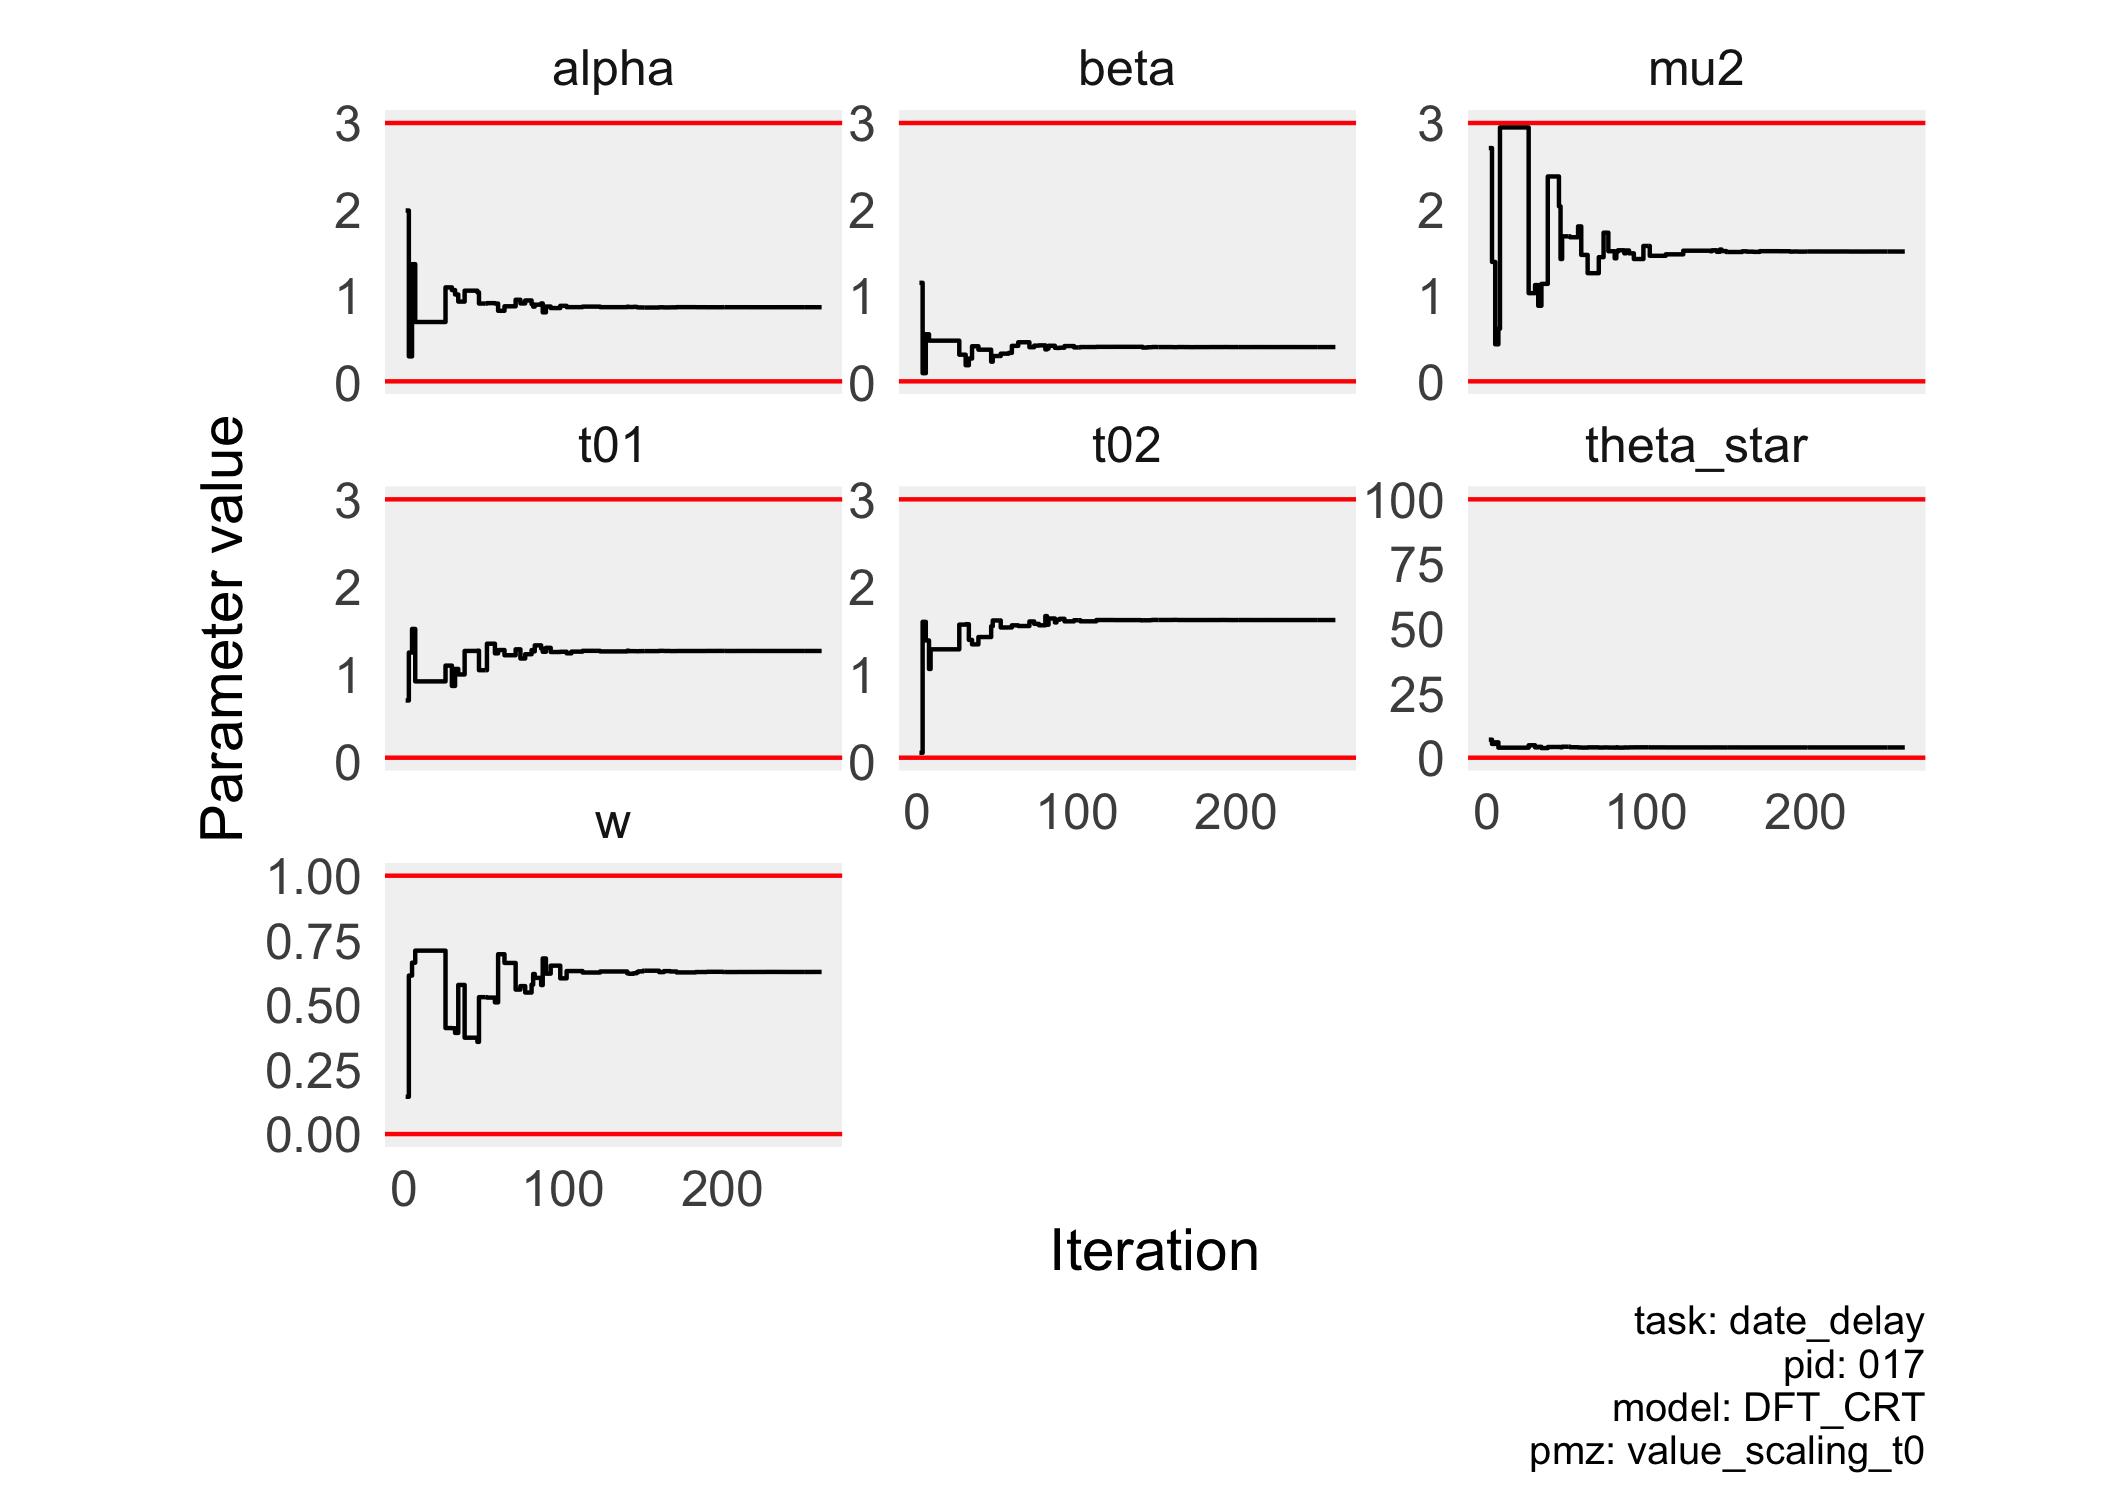 alpha
beta
mu2
3
2
1
0
3
2
1
0
3
2
1
0
t01
t02
theta_star
3
2
1
0
3
2
1
0
100
75
50
25
0
0 100 200
0 100 200
w
1.00
0.75
0.50
0.25
0.00
0 100 200
Parameter value
Iteration
task: date_delay
pid: 017
model: DFT_CRT
pmz: value_scaling_t0